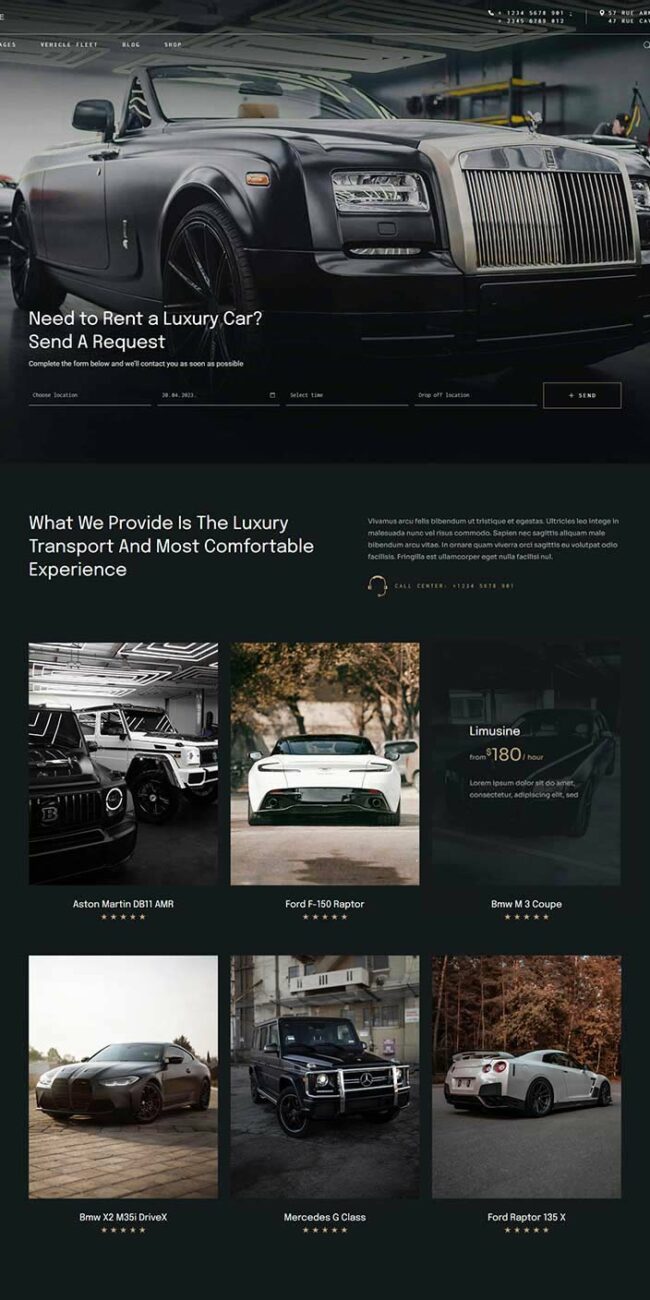 E
+ 1234 5678 901 ;
+ 2345 6789 012
57 RUE
47 RUE
AGES VEHICLE FLEET BLOG SHOP
Need to Rent a Luxury Car?
Send A Request
Complete the form below and we'll contact you as soon as possible
Choose location 20.04.2023. Select time Drop off location + SEND
What We Provide Is The Luxury
Transport And Most Comfortable
Experience
Vivamus arcu felis bibendum ut tristique et egestas. Ultricies leo integer in
malesuada nunc vel risus commodo. Sapien nec sagittis aliquam male
bibendum arcu vitae. In ornare quam viverra orci sagittis eu volutpat odio
facilisis. Fringilla est ullamcorper eget nulla facilisi nul.
CALL CENTER: +1234 5678 901
Limusine
from $180 / hour
Lorem ipsum dolor sit do amet,
consectetur, adipiscing elit, sed
Aston Martin DB11 AMR Ford F-150 Raptor Bmw M 3 Coupe
Bmw X2 M35i DriveX Mercedes G Class Ford Raptor 135 X